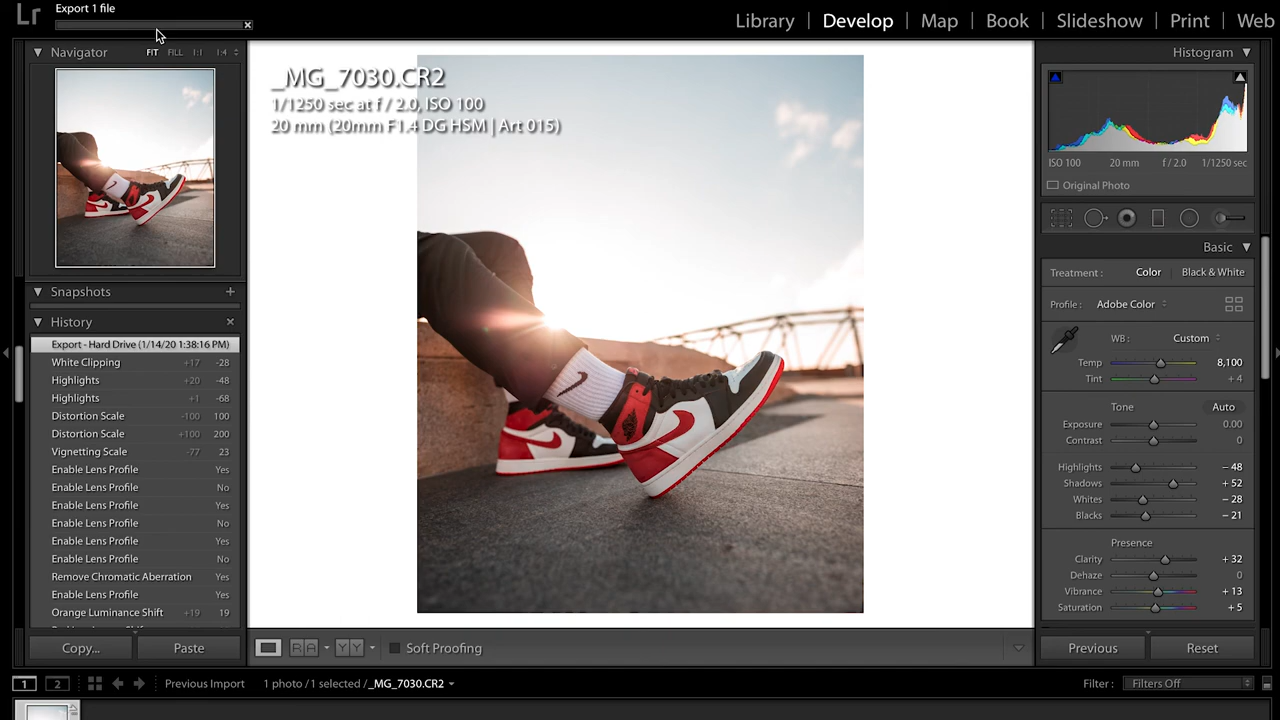 Lr
Export 1 file
Library | Develop | Map | Book | Slideshow | Print | Web
Navigator FIT FILL 1:1 1:4
Snapshots
History
Export - Hard Drive (1/14/20 1:38:16 PM)
White Clipping +17 -28
Highlights +20 -48
Highlights +1 -68
Distortion Scale -100 100
Distortion Scale +100 200
Vignetting Scale -77 23
Enable Lens Profile Yes
Enable Lens Profile No
Enable Lens Profile Yes
Enable Lens Profile No
Enable Lens Profile Yes
Enable Lens Profile No
Remove Chromatic Aberration Yes
Enable Lens Profile Yes
Orange Luminance Shift +19 19
Copy... Paste
_MG_7030.CR2
1/1250 sec at f / 2.0, ISO 100
20 mm (20mm F1.4 DG HSM | Art 015)
Soft Proofing
Histogram
ISO 100 20 mm f / 2.0 1/1250 sec
Original Photo
Basic
Treatment : Color Black & White
Profile : Adobe Color
WB : Custom
Temp 8,100
Tint + 4
Tone Auto
Exposure 0.00
Contrast 0
Highlights – 48
Shadows + 52
Whites – 28
Blacks – 21
Presence
Clarity + 32
Dehaze 0
Vibrance + 13
Saturation + 5
Previous Reset
1 2 Previous Import 1 photo / 1 selected / _MG_7030.CR2
Filter : Filters Off